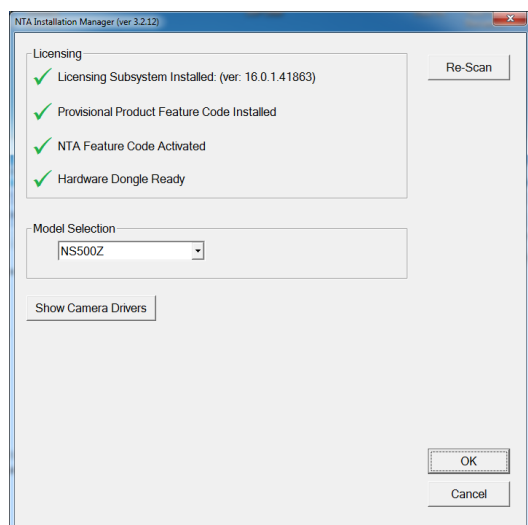 NTA Installation Manager (ver 3.2.12)
Licensing
Licensing Subsystem Installed: (ver: 16.0.1.41863)
Re-Scan
Provisional Product Feature Code Installed
NTA Feature Code Activated
Hardware Dongle Ready
Model Selection
NS500Z
Show Camera Drivers
OK
Cancel